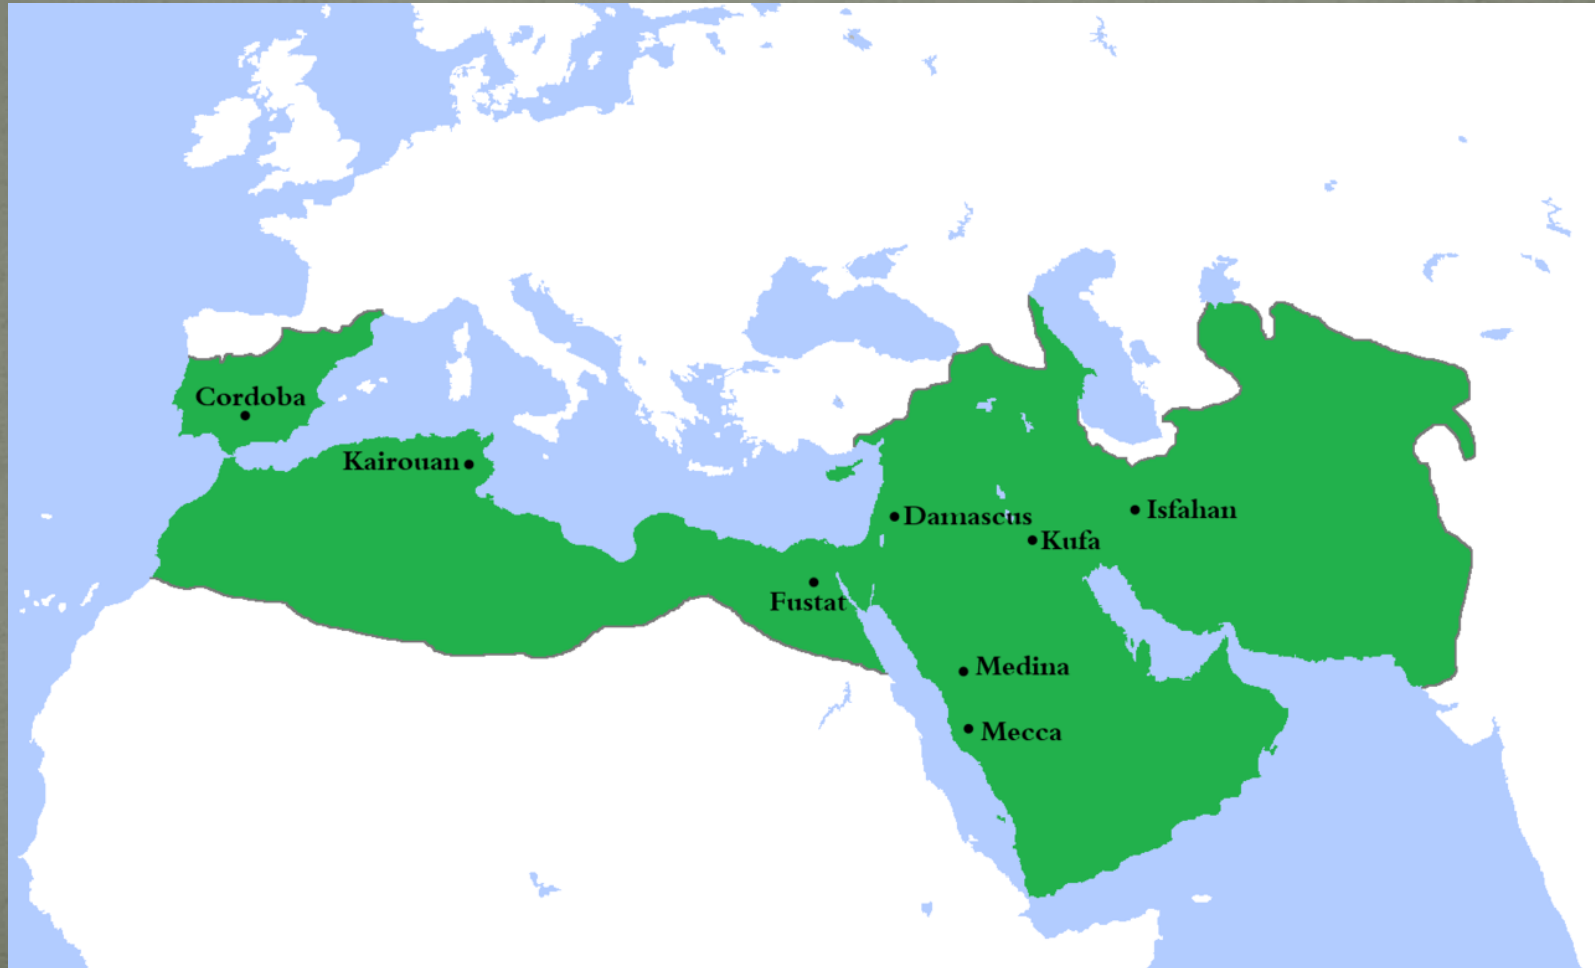 Cordoba
Kairouan
Damascus
Isfahan
Kufa
Fustat
Medina
Mecca